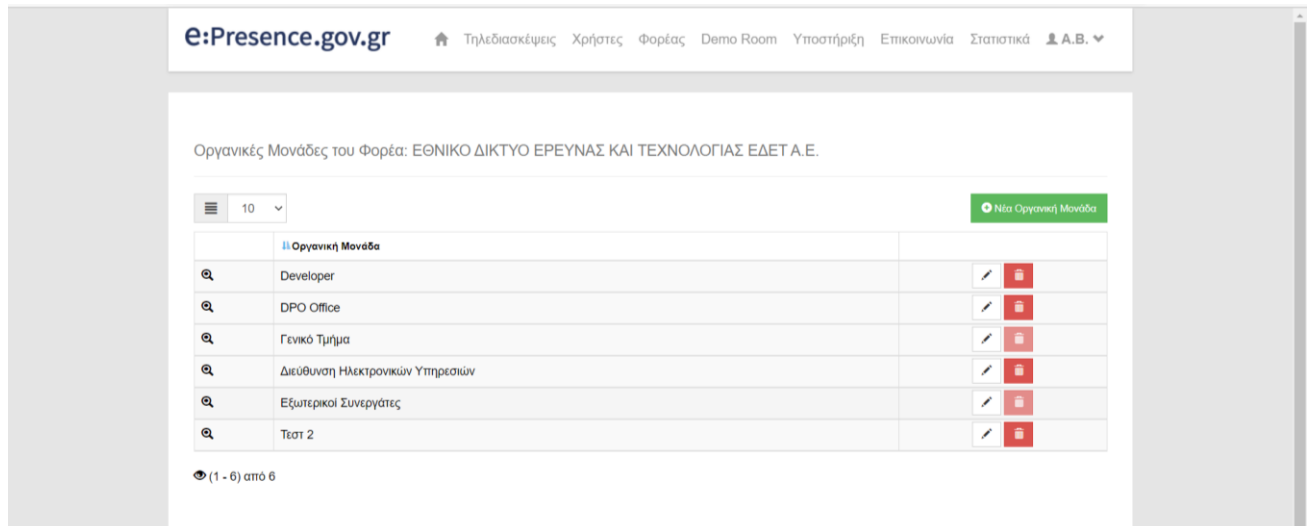 e:Presence.gov.gr Τηλεδιασκέψεις Χρήστες Φορέας Demo Room Υποστήριξη Επικοινωνία Στατιστικά Α.Β.
Οργανικές Μονάδες του Φορέα: ΕΘΝΙΚΟ ΔΙΚΤΥΟ ΕΡΕΥΝΑΣ ΚΑΙ ΤΕΧΝΟΛΟΓΙΑΣ ΕΔΕΤ Α.Ε.
10 Νέα Οργανική Μονάδα
Οργανική Μονάδα
Developer
DPO Office
Γενικό Τμήμα
Διεύθυνση Ηλεκτρονικών Υπηρεσιών
Εξωτερικοί Συνεργάτες
Τεστ 2
(1 - 6) από 6